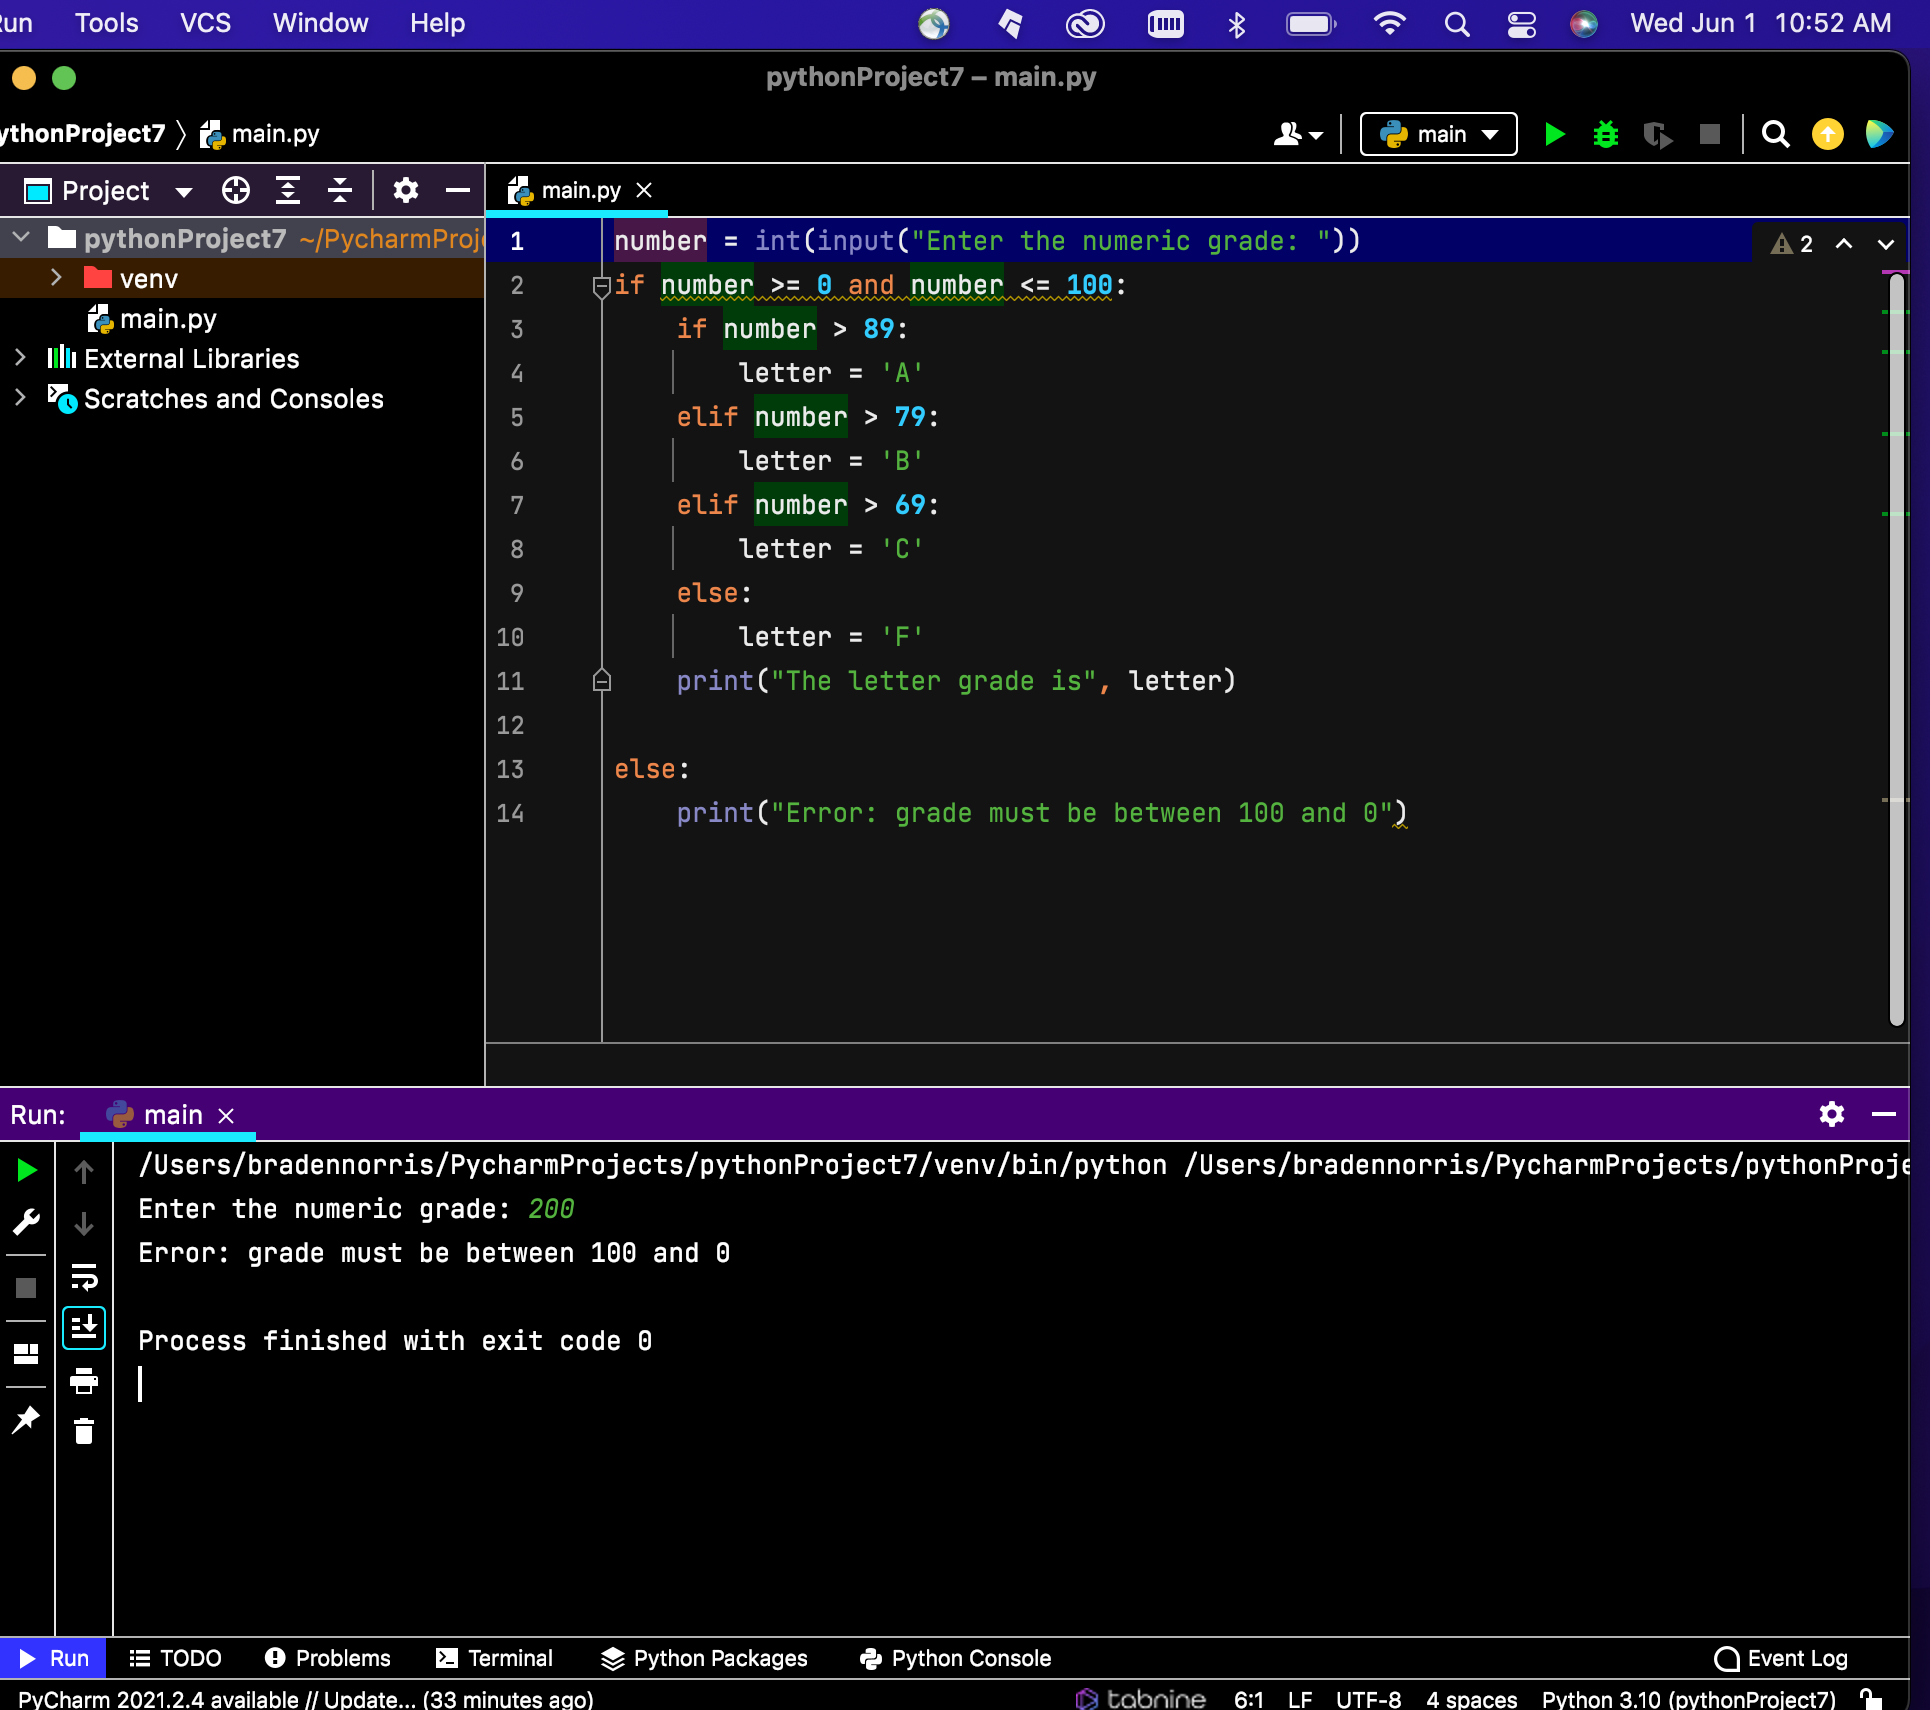 Tools VCS Window Help Wed Jun 1 10:52 AM
pythonProject7 – main.py
ythonProject7 main.py main
Project main.py
pythonProject7 ~/PycharmProj
venv
main.py
External Libraries
Scratches and Consoles
2
1 number = int(input("Enter the numeric grade: "))
2 if number >= 0 and number <= 100:
3     if number > 89:
4         letter = 'A'
5     elif number > 79:
6         letter = 'B'
7     elif number > 69:
8         letter = 'C'
9     else:
10         letter = 'F'
11     print("The letter grade is", letter)
12
13 else:
14     print("Error: grade must be between 100 and 0")
Run: main
/Users/bradennorris/PycharmProjects/pythonProject7/venv/bin/python /Users/bradennorris/PycharmProjects/pythonProje
Enter the numeric grade: 200
Error: grade must be between 100 and 0
Process finished with exit code 0
Run TODO Problems Terminal Python Packages Python Console Event Log
PyCharm 2021.2.4 available // Update... (33 minutes ago) tabnine 6:1 LF UTF-8 4 spaces Python 3.10 (pythonProject7)